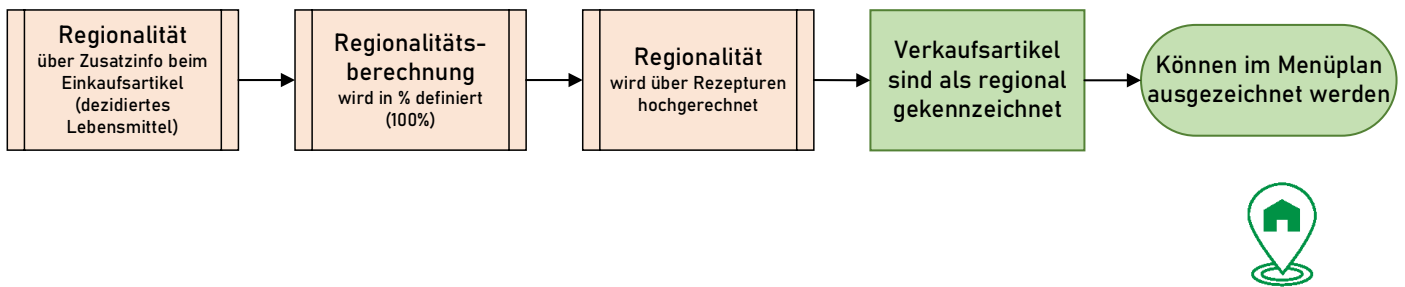 Regionalität
über Zusatzinfo beim
Einkaufsartikel
(dezidiertes
Lebensmittel)
Regionalitäts-
berechnung
wird in % definiert
(100%)
Regionalität
wird über Rezepturen
hochgerechnet
Verkaufsartikel
sind als regional
gekennzeichnet
Können im Menüplan
ausgezeichnet werden